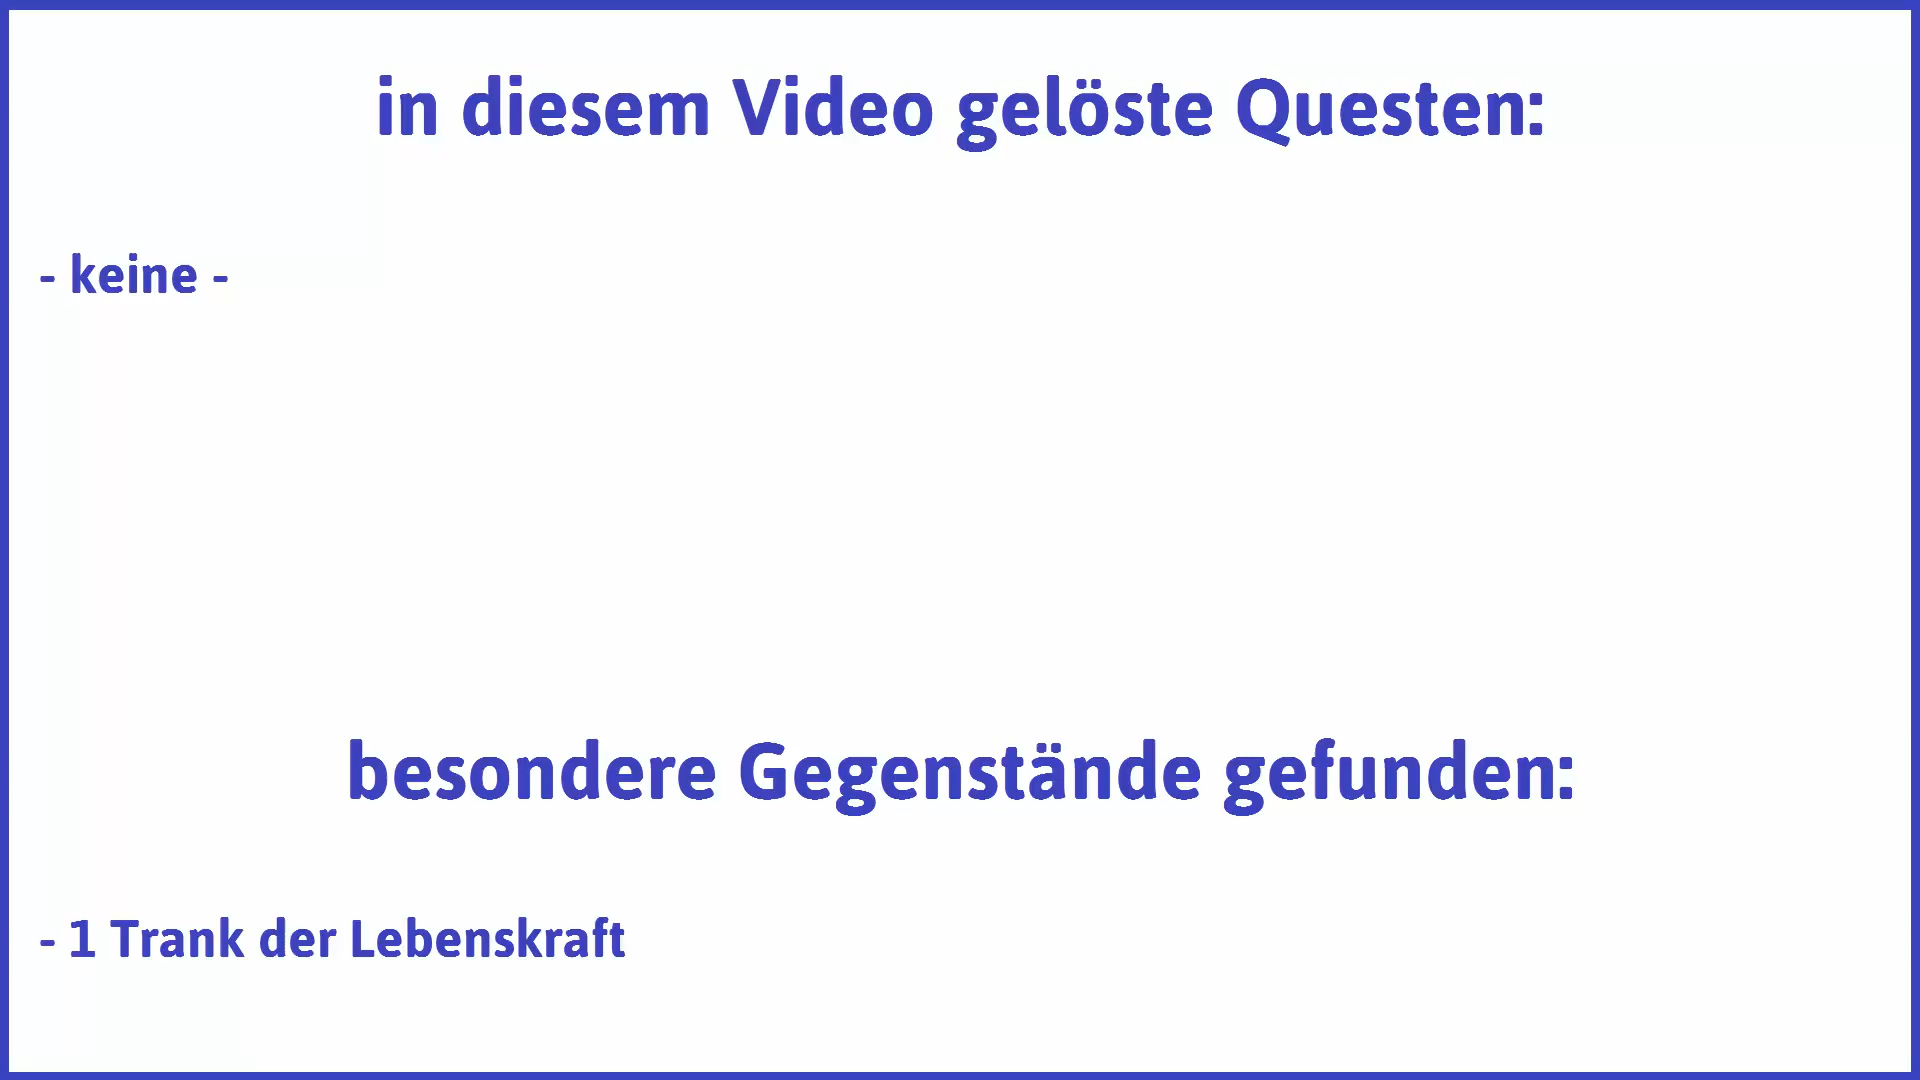 in diesem Video gelöste Questen:
- keine -
besondere Gegenstände gefunden:
- 1 Trank der Lebenskraft